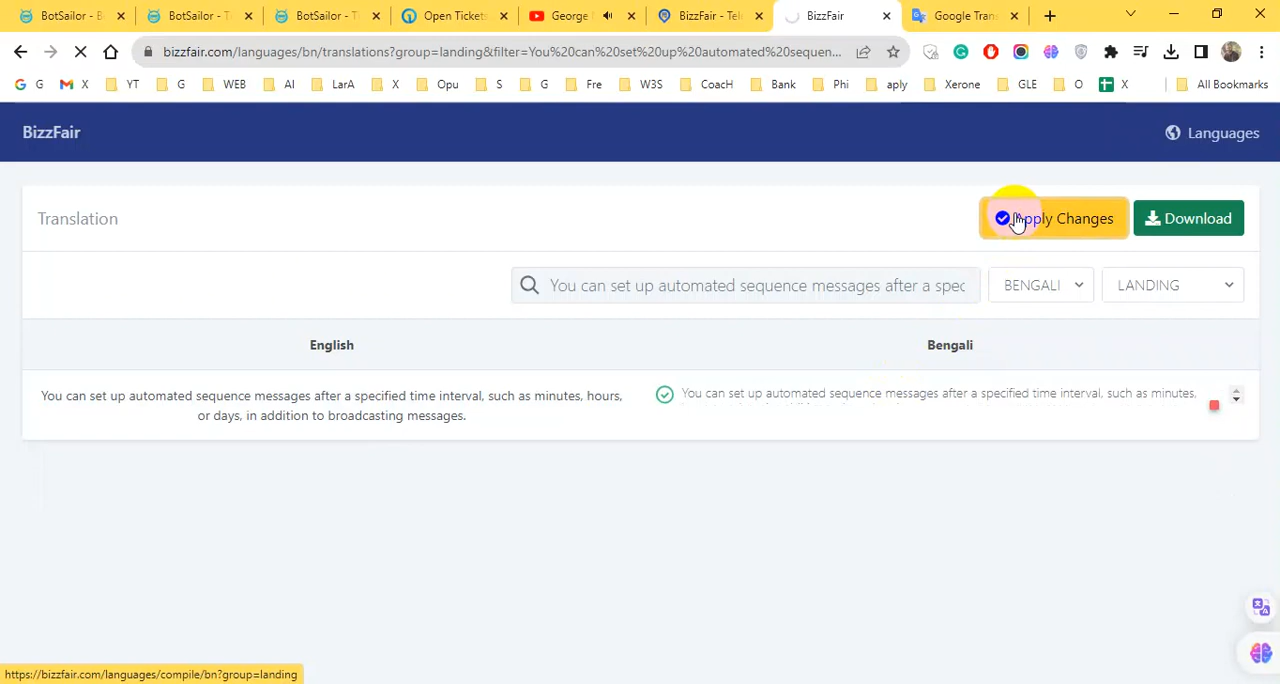 BotSailor - B
BotSailor - T
BotSailor - T
Open Tickets
George
BizzFair - Tel
BizzFair
Google Tran
bizzfair.com/languages/bn/translations?group=landing&filter=You%20can%20set%20up%20automated%20sequen...
G
X
YT
G
WEB
AI
LarA
X
Opu
S
G
Fre
W3S
CoacH
Bank
Phi
aply
Xerone
GLE
O
X
All Bookmarks
BizzFair
Languages
Translation
Apply Changes
Download
You can set up automated sequence messages after a spec
BENGALI
LANDING
English
Bengali
You can set up automated sequence messages after a specified time interval, such as minutes, hours,
or days, in addition to broadcasting messages.
You can set up automated sequence messages after a specified time interval, such as minutes,
https://bizzfair.com/languages/compile/bn?group=landing